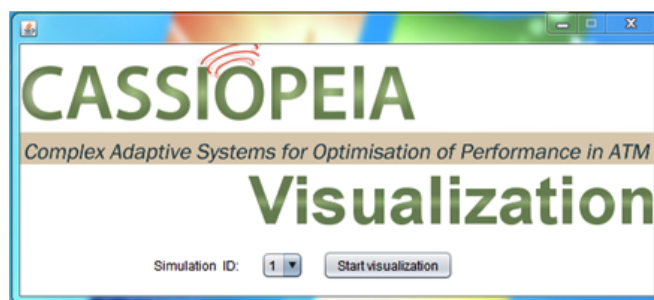 CASSIOPEIA
Complex Adaptive Systems for Optimisation of Performance in ATM
Visualization
Simulation ID: 1 Start visualization